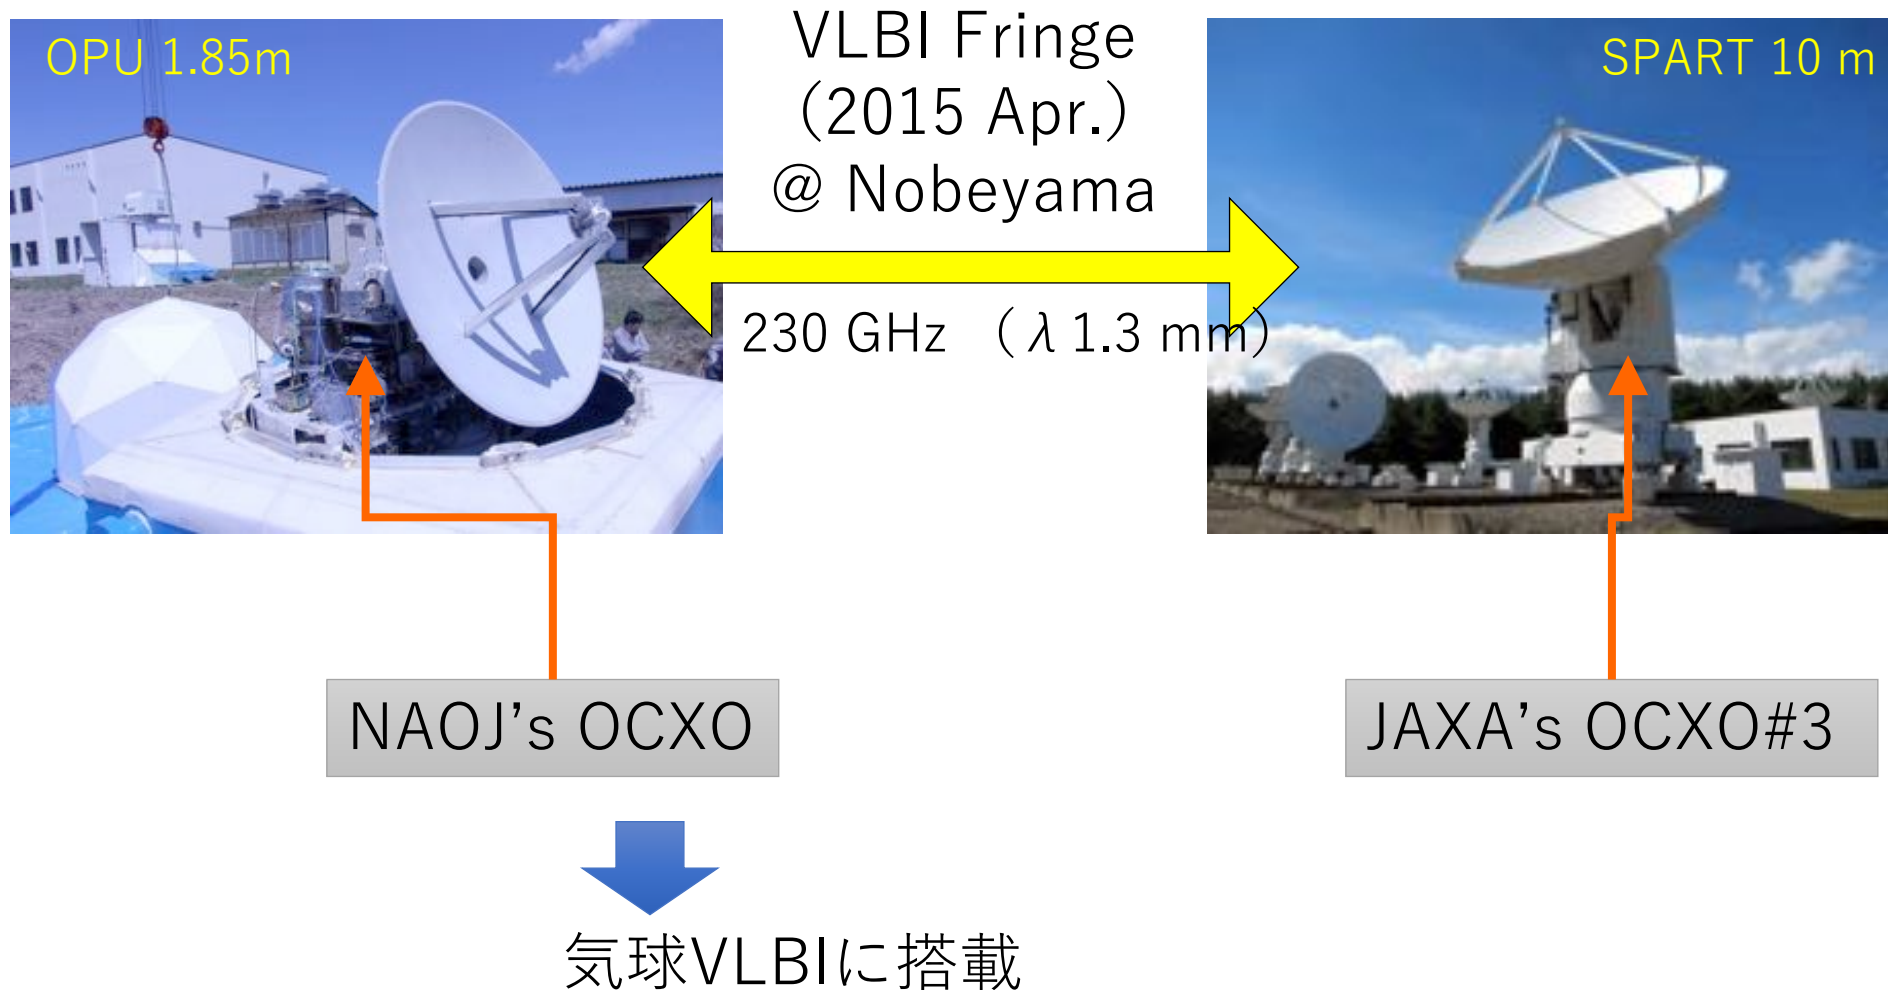 OPU 1.85m
VLBI Fringe
（2015 Apr.）
@ Nobeyama
SPART 10 m
230 GHz （λ1.3 mm）
NAOJ’s OCXO
JAXA’s OCXO#3
気球VLBIに搭載